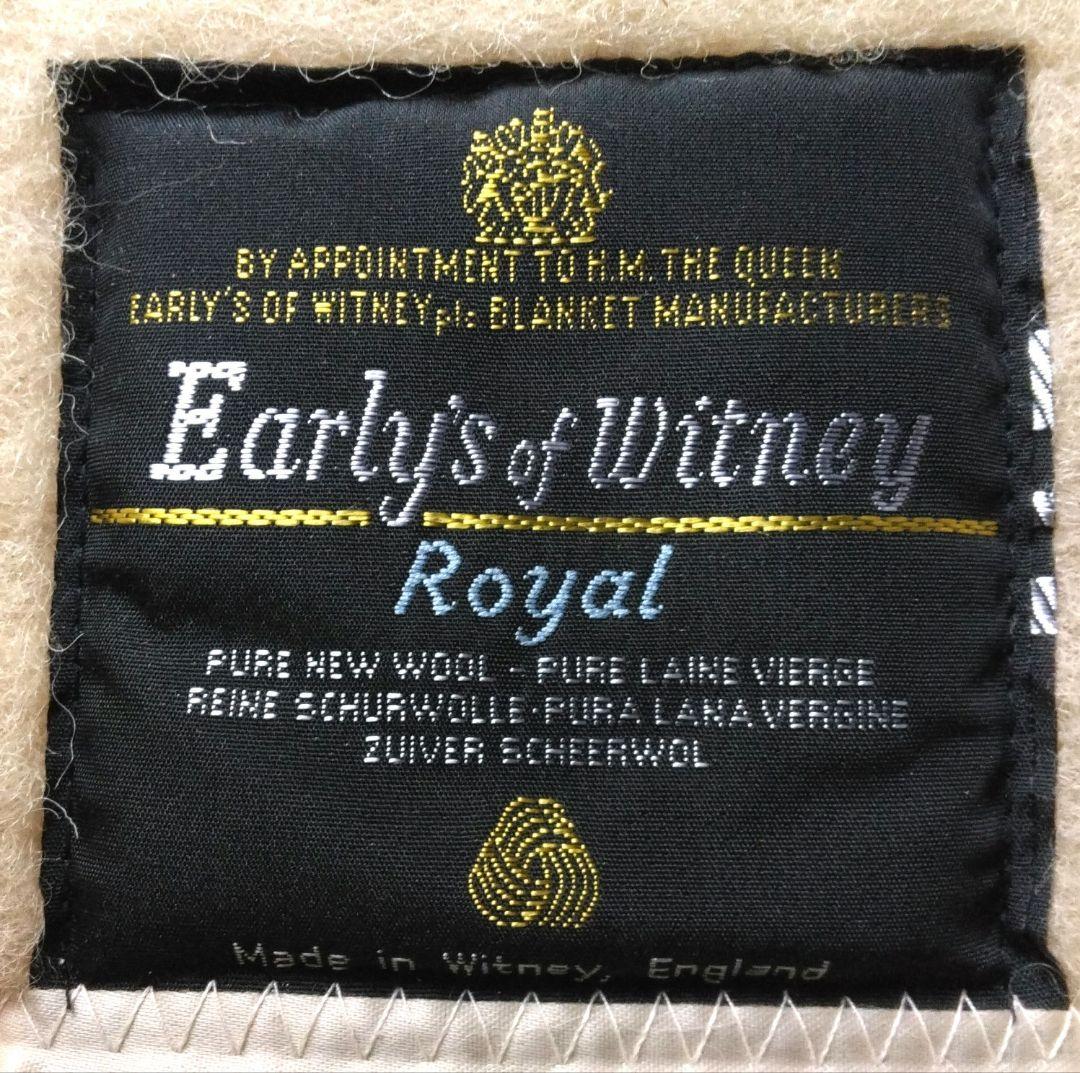 BY APPOINTMENT TO H.M. THE QUEEN
EARLY'S OF WITNEY plc BLANKET MANUFACTURERS
Early's of Witney
Royal
PURE NEW WOOL - PURE LAINE VIERGE
REINE SCHURWOLLE·PURA LANA VERGINE
ZUIVER SCHEERWOL
Made in Witney, England